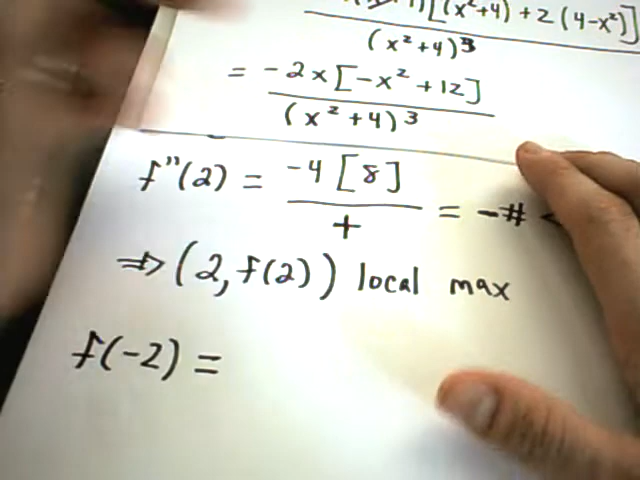 [(x²+4) + 2(4-x²)]
(x²+4)³
= -2x[-x²+12]
(x²+4)³
f"(2) = -4[8]
+
= -# <
⇒ (2, f(2)) local max
f(-2) =